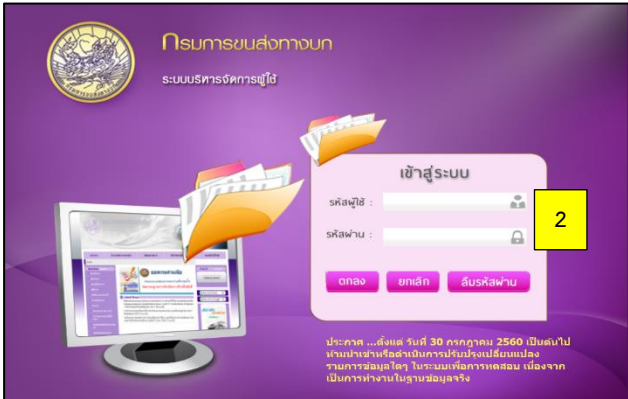 กรมการขนส่งทางบก
ระบบบริหารจัดการผู้ใช้
เข้าสู่ระบบ
รหัสผู้ใช้ :
รหัสผ่าน :
2
ตกลง ยกเลิก ลืมรหัสผ่าน
ประกาศ ...ตั้งแต่ วันที่ 30 กรกฎาคม 2560 เป็นต้นไป
ห้ามนำเข้าหรือดำเนินการปรับปรุงเปลี่ยนแปลง
รายการข้อมูลใดๆ ในระบบเพื่อการทดสอบ เนื่องจาก
เป็นการทำงานในฐานข้อมูลจริง